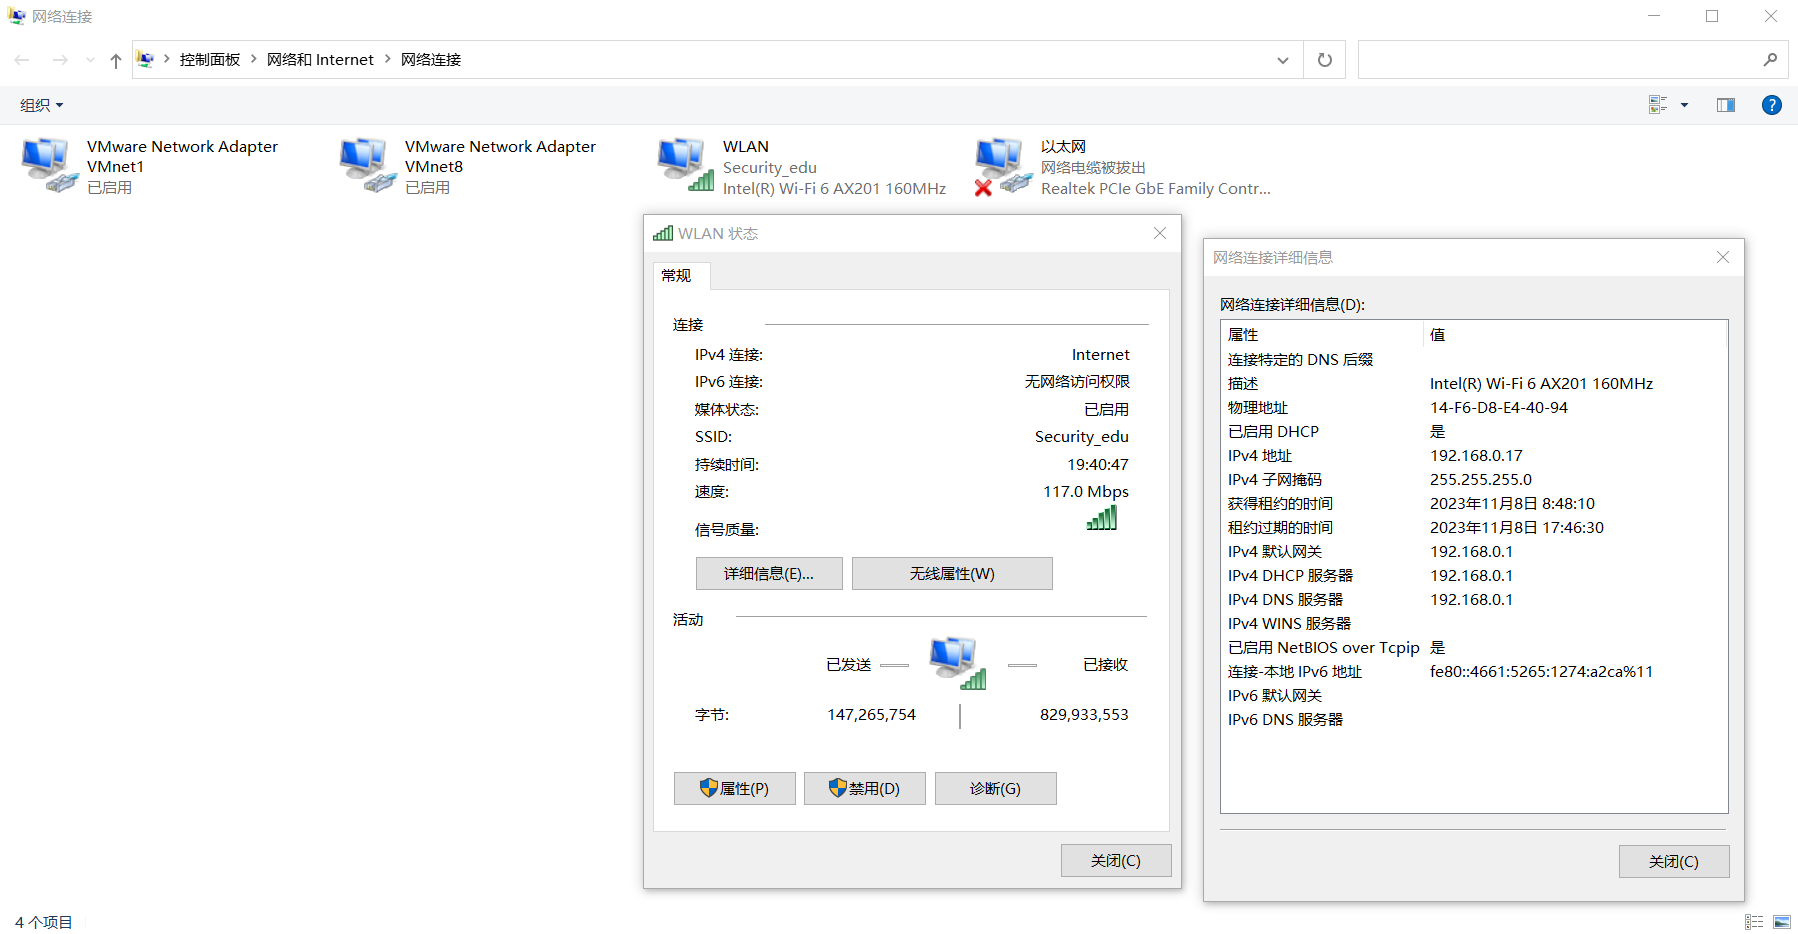 网络连接
控制面板 > 网络和 Internet > 网络连接
组织
VMware Network Adapter
VMnet1
已启用
VMware Network Adapter
VMnet8
已启用
WLAN
Security_edu
Intel(R) Wi-Fi 6 AX201 160MHz
以太网
网络电缆被拔出
Realtek PCIe GbE Family Contr...
WLAN 状态
常规
连接
IPv4 连接: Internet
IPv6 连接: 无网络访问权限
媒体状态: 已启用
SSID: Security_edu
持续时间: 19:40:47
速度: 117.0 Mbps
信号质量:
详细信息(E)... 无线属性(W)
活动
已发送 已接收
字节: 147,265,754 829,933,553
属性(P) 禁用(D) 诊断(G)
关闭(C)
网络连接详细信息
网络连接详细信息(D):
属性 值
连接特定的 DNS 后缀
描述 Intel(R) Wi-Fi 6 AX201 160MHz
物理地址 14-F6-D8-E4-40-94
已启用 DHCP 是
IPv4 地址 192.168.0.17
IPv4 子网掩码 255.255.255.0
获得租约的时间 2023年11月8日 8:48:10
租约过期的时间 2023年11月8日 17:46:30
IPv4 默认网关 192.168.0.1
IPv4 DHCP 服务器 192.168.0.1
IPv4 DNS 服务器 192.168.0.1
IPv4 WINS 服务器
已启用 NetBIOS over Tcpip 是
连接-本地 IPv6 地址 fe80::4661:5265:1274:a2ca%11
IPv6 默认网关
IPv6 DNS 服务器
关闭(C)
4 个项目